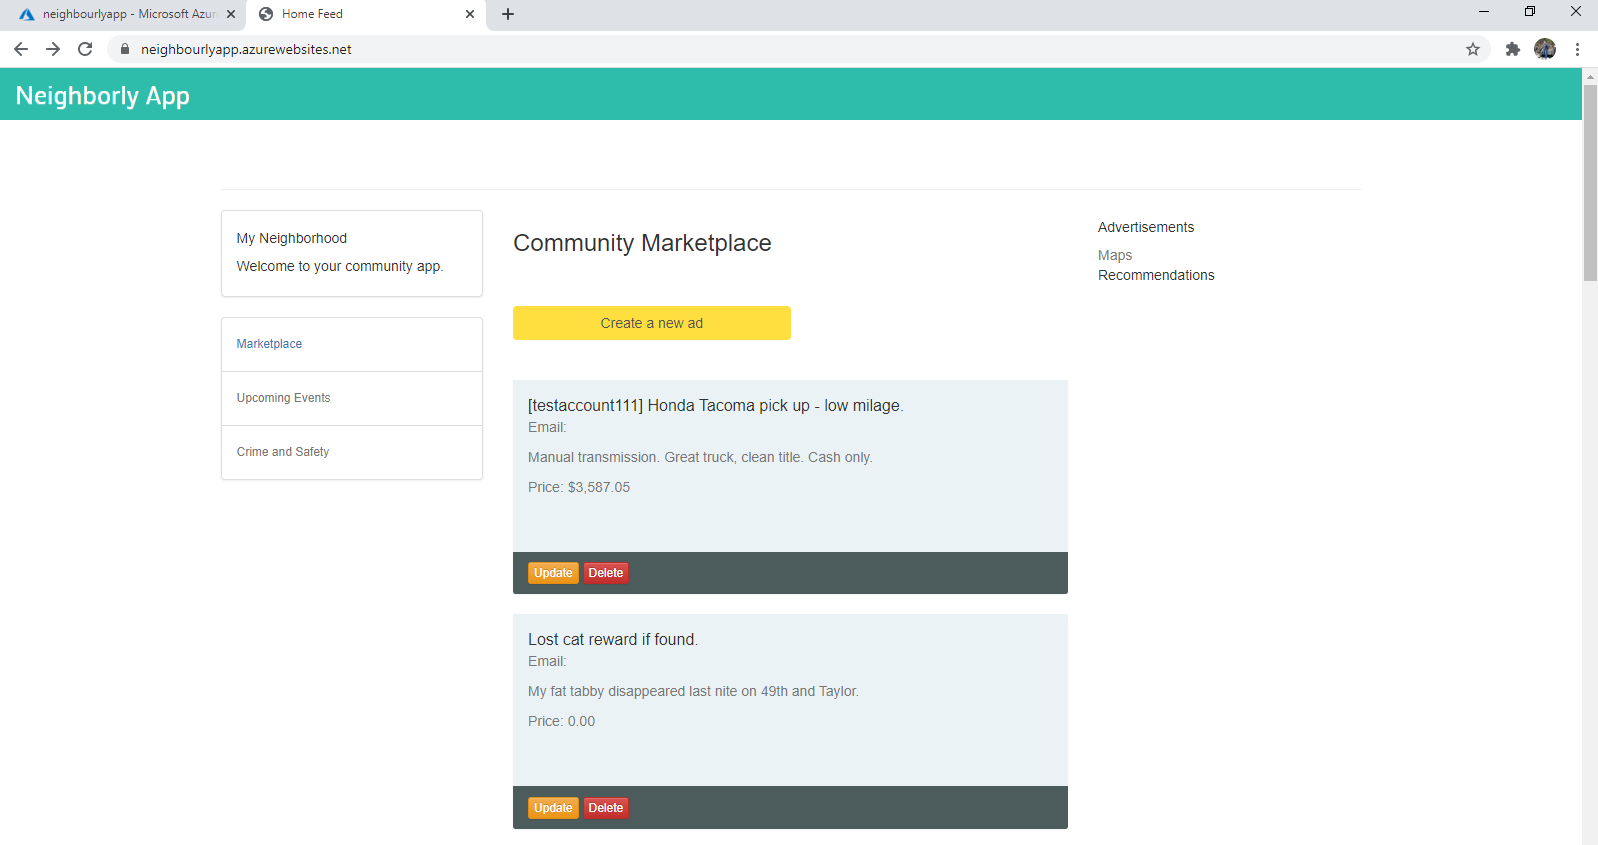 neighbourlyapp - Microsoft Azur
Home Feed
neighbourlyapp.azurewebsites.net
Neighborly App
My Neighborhood
Welcome to your community app.
Marketplace
Upcoming Events
Crime and Safety
Community Marketplace
Create a new ad
[testaccount111] Honda Tacoma pick up - low milage.
Email:
Manual transmission. Great truck, clean title. Cash only.
Price: $3,587.05
Update Delete
Lost cat reward if found.
Email:
My fat tabby disappeared last nite on 49th and Taylor.
Price: 0.00
Update Delete
Advertisements
Maps
Recommendations